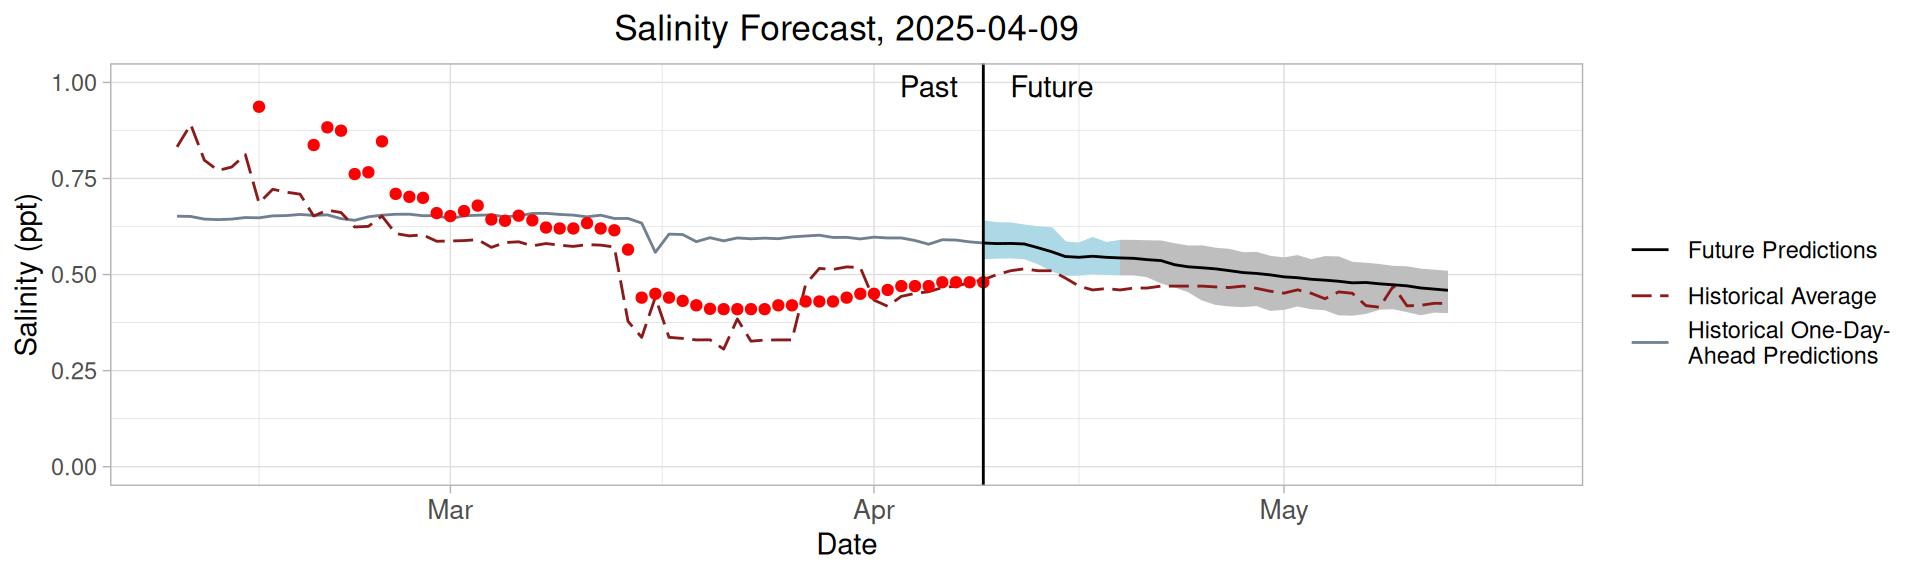 Salinity Forecast, 2025-04-09
Past
Future
1.00
0.75
0.50
0.25
0.00
Salinity (ppt)
Mar
Apr
May
Date
Future Predictions
Historical Average
Historical One-Day-
Ahead Predictions